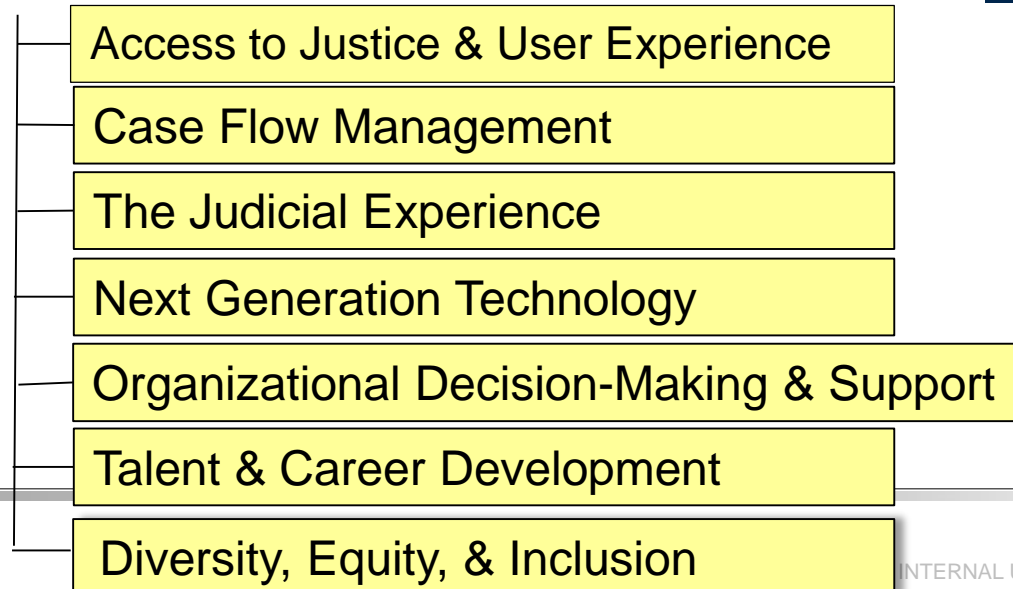 Access to Justice & User Experience
Case Flow Management
The Judicial Experience
Next Generation Technology
Organizational Decision-Making & Support
Talent & Career Development
Diversity, Equity, & Inclusion
INTERNAL